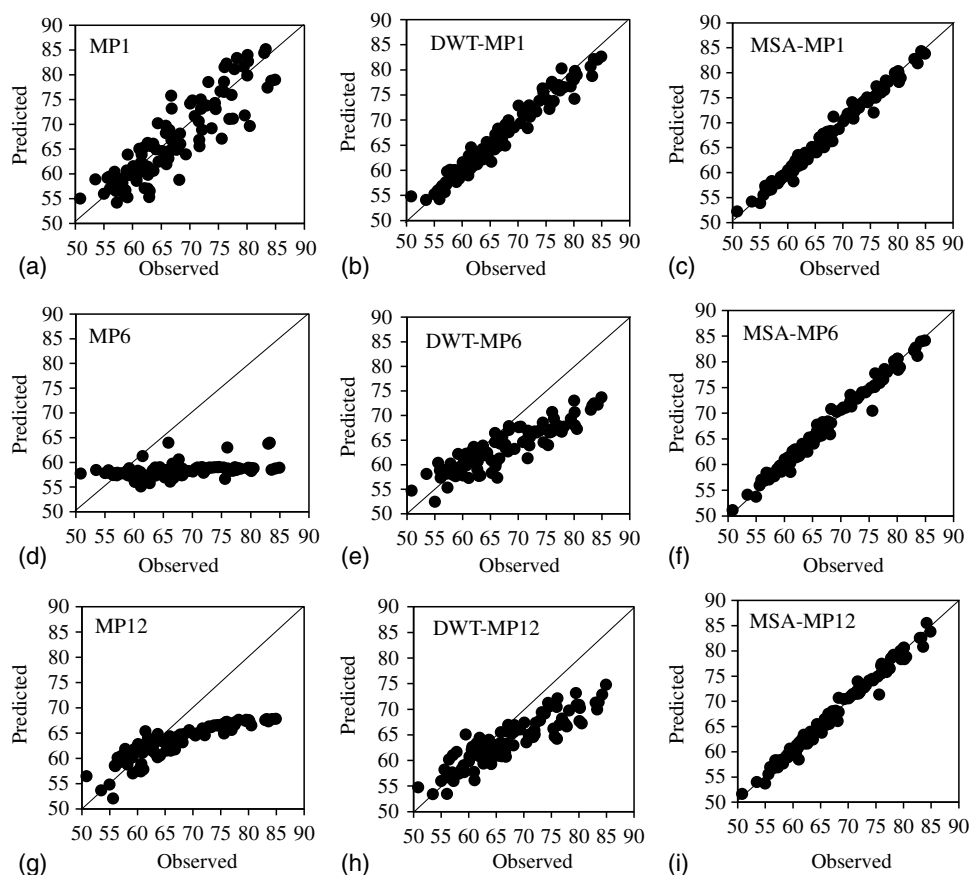 90
85
80
75
70
65
60
55
50
Predicted
MP1
50 55 60 65 70 75 80 85 90
(a) Observed
90
85
80
75
70
65
60
55
50
Predicted
DWT-MP1
50 55 60 65 70 75 80 85 90
(b) Observed
90
85
80
75
70
65
60
55
50
Predicted
MSA-MP1
50 55 60 65 70 75 80 85 90
(c) Observed
90
85
80
75
70
65
60
55
50
Predicted
MP6
50 55 60 65 70 75 80 85 90
(d) Observed
90
85
80
75
70
65
60
55
50
Predicted
DWT-MP6
50 55 60 65 70 75 80 85 90
(e) Observed
90
85
80
75
70
65
60
55
50
Predicted
MSA-MP6
50 55 60 65 70 75 80 85 90
(f) Observed
90
85
80
75
70
65
60
55
50
Predicted
MP12
50 55 60 65 70 75 80 85 90
(g) Observed
90
85
80
75
70
65
60
55
50
Predicted
DWT-MP12
50 55 60 65 70 75 80 85 90
(h) Observed
90
85
80
75
70
65
60
55
50
Predicted
MSA-MP12
50 55 60 65 70 75 80 85 90
(i) Observed